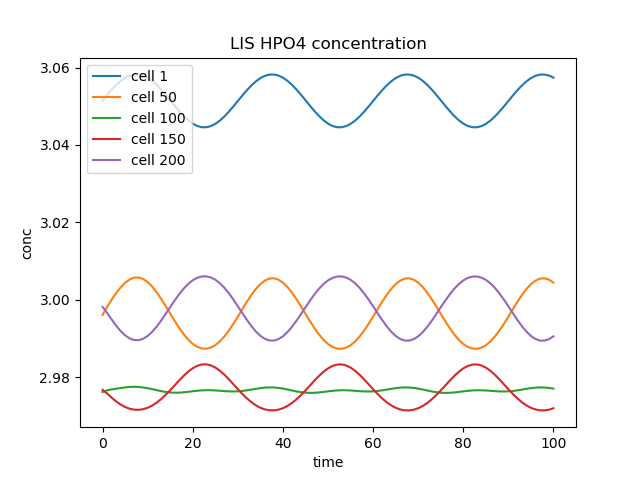 LIS HPO4 concentration
3.06
3.04
3.02
3.00
2.98
conc
cell 1
cell 50
cell 100
cell 150
cell 200
0
20
40
60
80
100
time